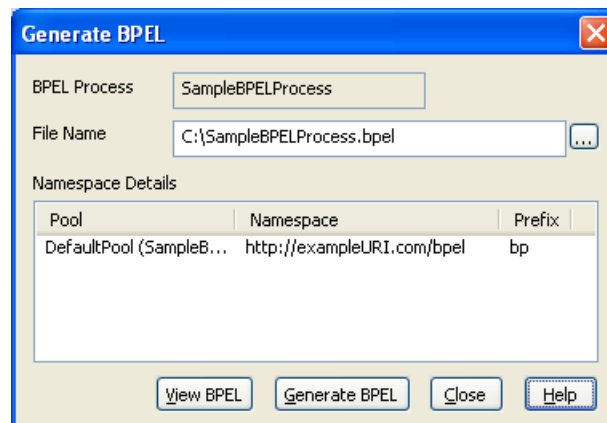 Generate BPEL
BPEL Process SampleBPELProcess
File Name C:\SampleBPELProcess.bpel ...
Namespace Details
Pool Namespace Prefix
DefaultPool (SampleB... http://exampleURI.com/bpel bp
View BPEL Generate BPEL Close Help